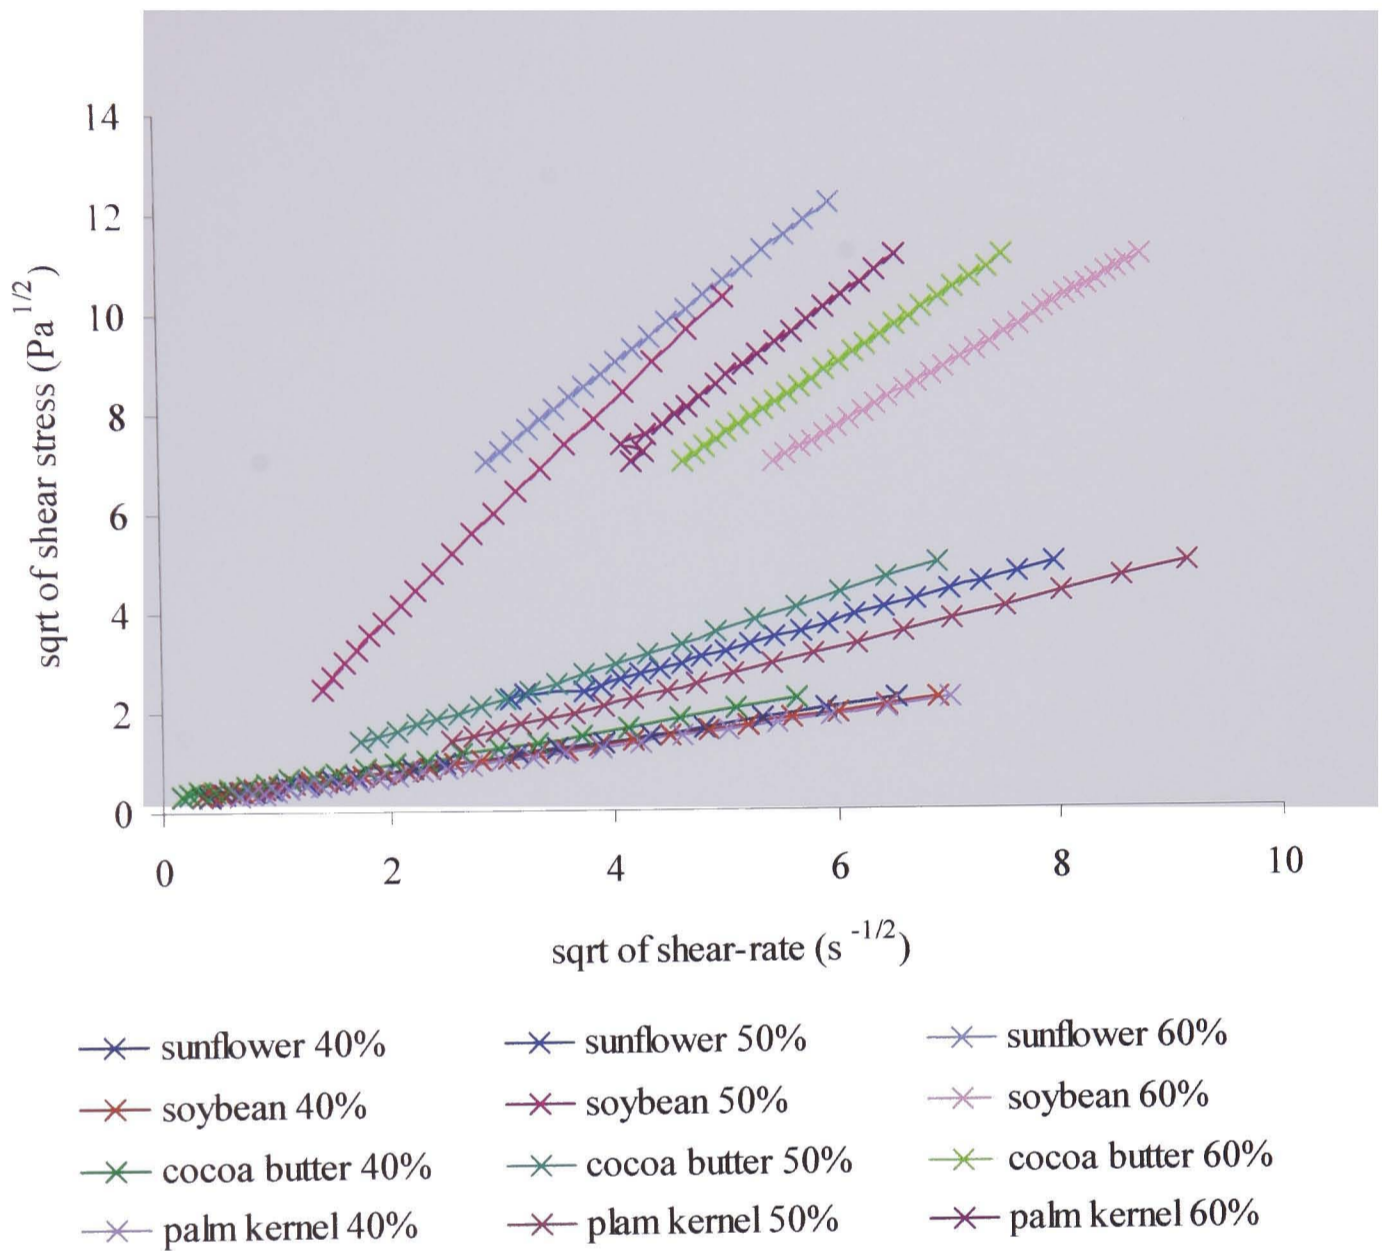 14
12
10
8
6
4
2
0
sqrt of shear stress (Pa 1/2)
0 2 4 6 8 10
sqrt of shear-rate (s -1/2)
sunflower 40% sunflower 50% sunflower 60%
soybean 40% soybean 50% soybean 60%
cocoa butter 40% cocoa butter 50% cocoa butter 60%
palm kernel 40% plam kernel 50% palm kernel 60%